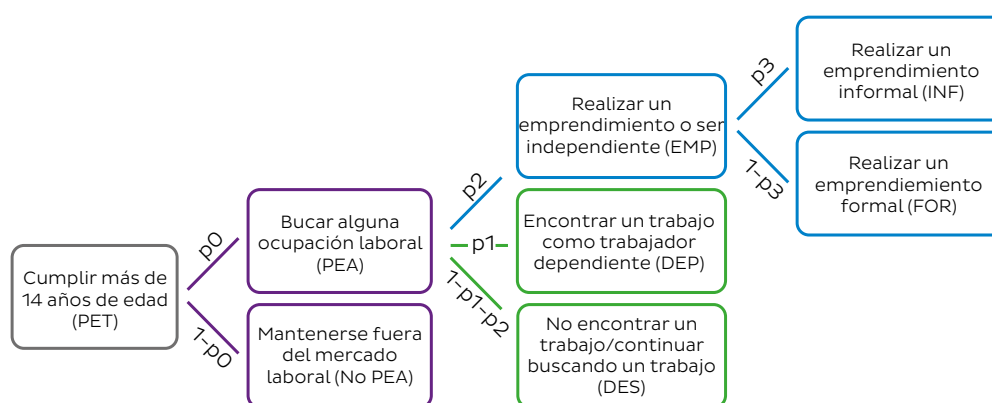 Cumplir más de
14 años de edad
(PET)
p0
1-p0
Bucar alguna
ocupación laboral
(PEA)
Mantenerse fuera
del mercado
laboral (No PEA)
p2
p1
1-p1-p2
Realizar un
emprendimiento o ser
independiente (EMP)
Encontrar un trabajo
como trabajador
dependiente (DEP)
No encontrar un
trabajo/continuar
buscando un trabajo
(DES)
p3
1-p3
Realizar un
emprendimiento
informal (INF)
Realizar un
emprendiemiento
formal (FOR)